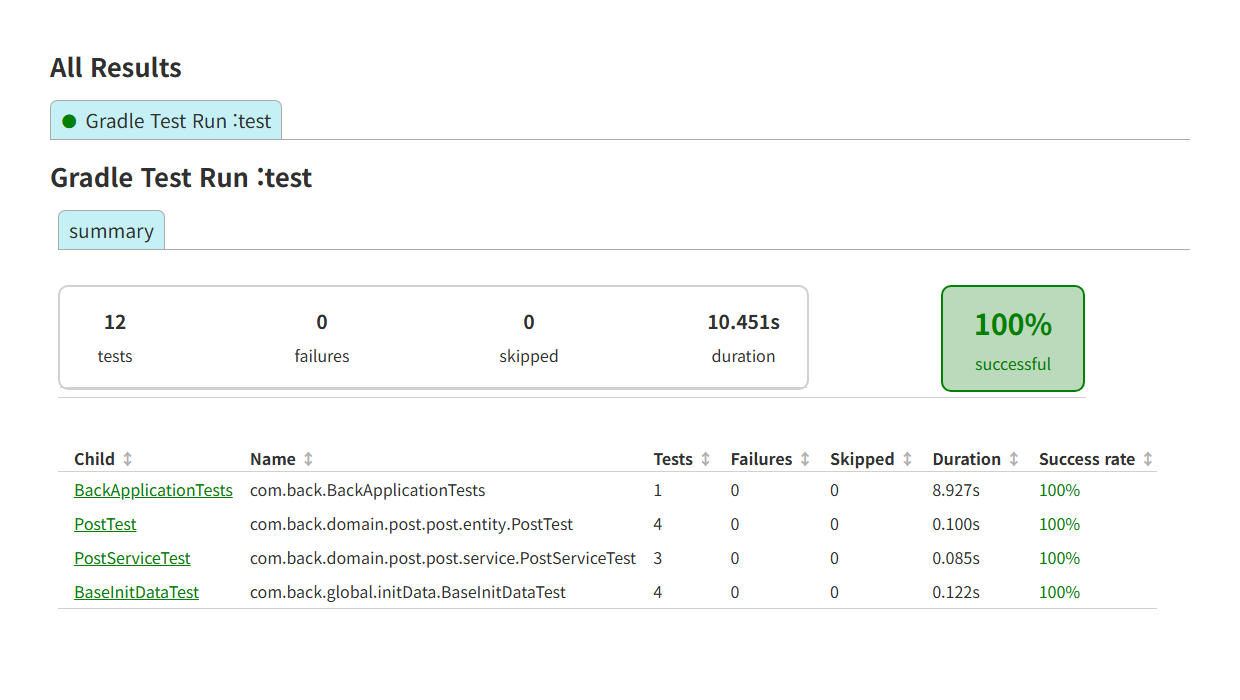 All Results
Gradle Test Run :test
Gradle Test Run :test
summary
12 0 0 10.451s
tests failures skipped duration
100%
successful
Child Name Tests Failures Skipped Duration Success rate
BackApplicationTests com.back.BackApplicationTests 1 0 0 8.927s 100%
PostTest com.back.domain.post.post.entity.PostTest 4 0 0 0.100s 100%
PostServiceTest com.back.domain.post.post.service.PostServiceTest 3 0 0 0.085s 100%
BaseInitDataTest com.back.global.initData.BaseInitDataTest 4 0 0 0.122s 100%